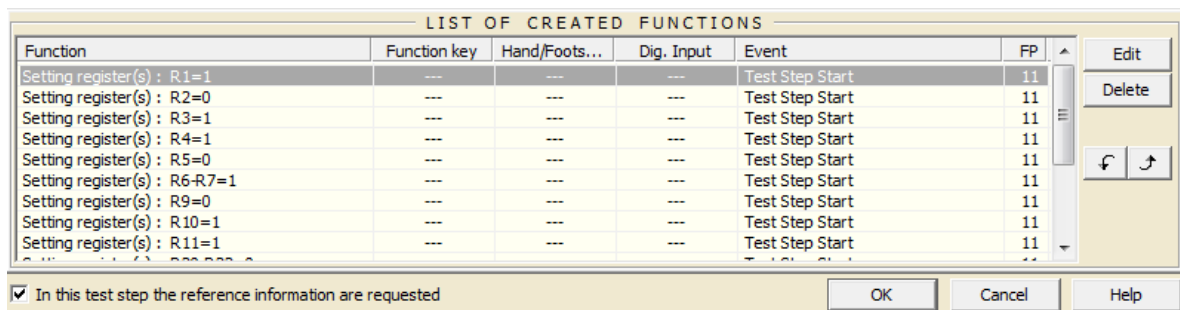 LIST OF CREATED FUNCTIONS
Function Function key Hand/Foots... Dig. Input Event FP
Setting register(s) : R1=1 --- --- --- Test Step Start 11
Setting register(s) : R2=0 --- --- --- Test Step Start 11
Setting register(s) : R3=1 --- --- --- Test Step Start 11
Setting register(s) : R4=1 --- --- --- Test Step Start 11
Setting register(s) : R5=0 --- --- --- Test Step Start 11
Setting register(s) : R6-R7=1 --- --- --- Test Step Start 11
Setting register(s) : R9=0 --- --- --- Test Step Start 11
Setting register(s) : R10=1 --- --- --- Test Step Start 11
Setting register(s) : R11=1 --- --- --- Test Step Start 11
Edit
Delete
In this test step the reference information are requested
OK Cancel Help